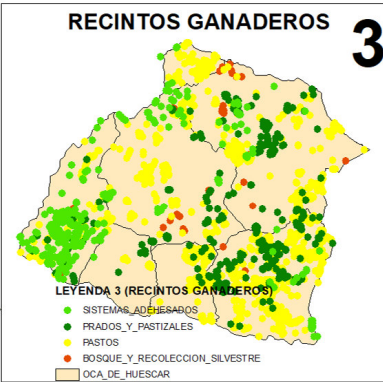 RECINTOS GANADEROS
3
LEYENDA 3 (RECINTOS GANADEROS)
SISTEMAS_ADEHESADOS
PRADOS_Y_PASTIZALES
PASTOS
BOSQUE_Y_RECOLECCION_SILVESTRE
OCA_DE_HUESCAR